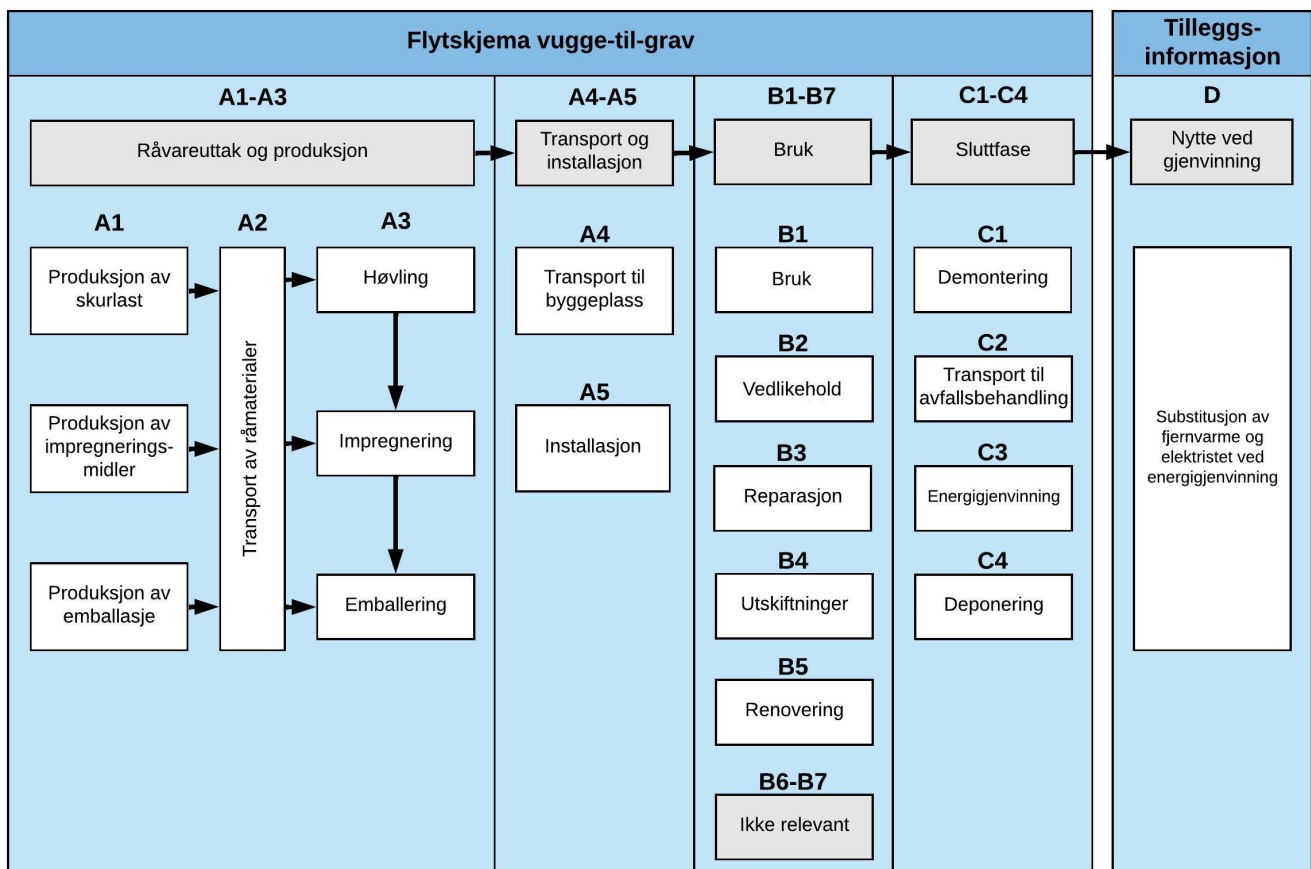 Flytskjema vugge-til-grav
Tilleggs-
informasjon
A1-A3
A4-A5
B1-B7
C1-C4
D
Råvareuttak og produksjon
Transport og
installasjon
Bruk
Sluttfase
Nytte ved
gjenvinning
A1
A2
A3
Produksjon av
skurlast
Produksjon av
impregnerings-
midler
Produksjon av
emballasje
Transport av råmaterialer
Høvling
Impregnering
Emballering
A4
Transport til
byggeplass
A5
Installasjon
B1
Bruk
B2
Vedlikehold
B3
Reparasjon
B4
Utskiftninger
B5
Renovering
B6-B7
Ikke relevant
C1
Demontering
C2
Transport til
avfallsbehandling
C3
Energigjenvinning
C4
Deponering
Substitusjon av
fjernvarme og
elektristet ved
energigjenvinning